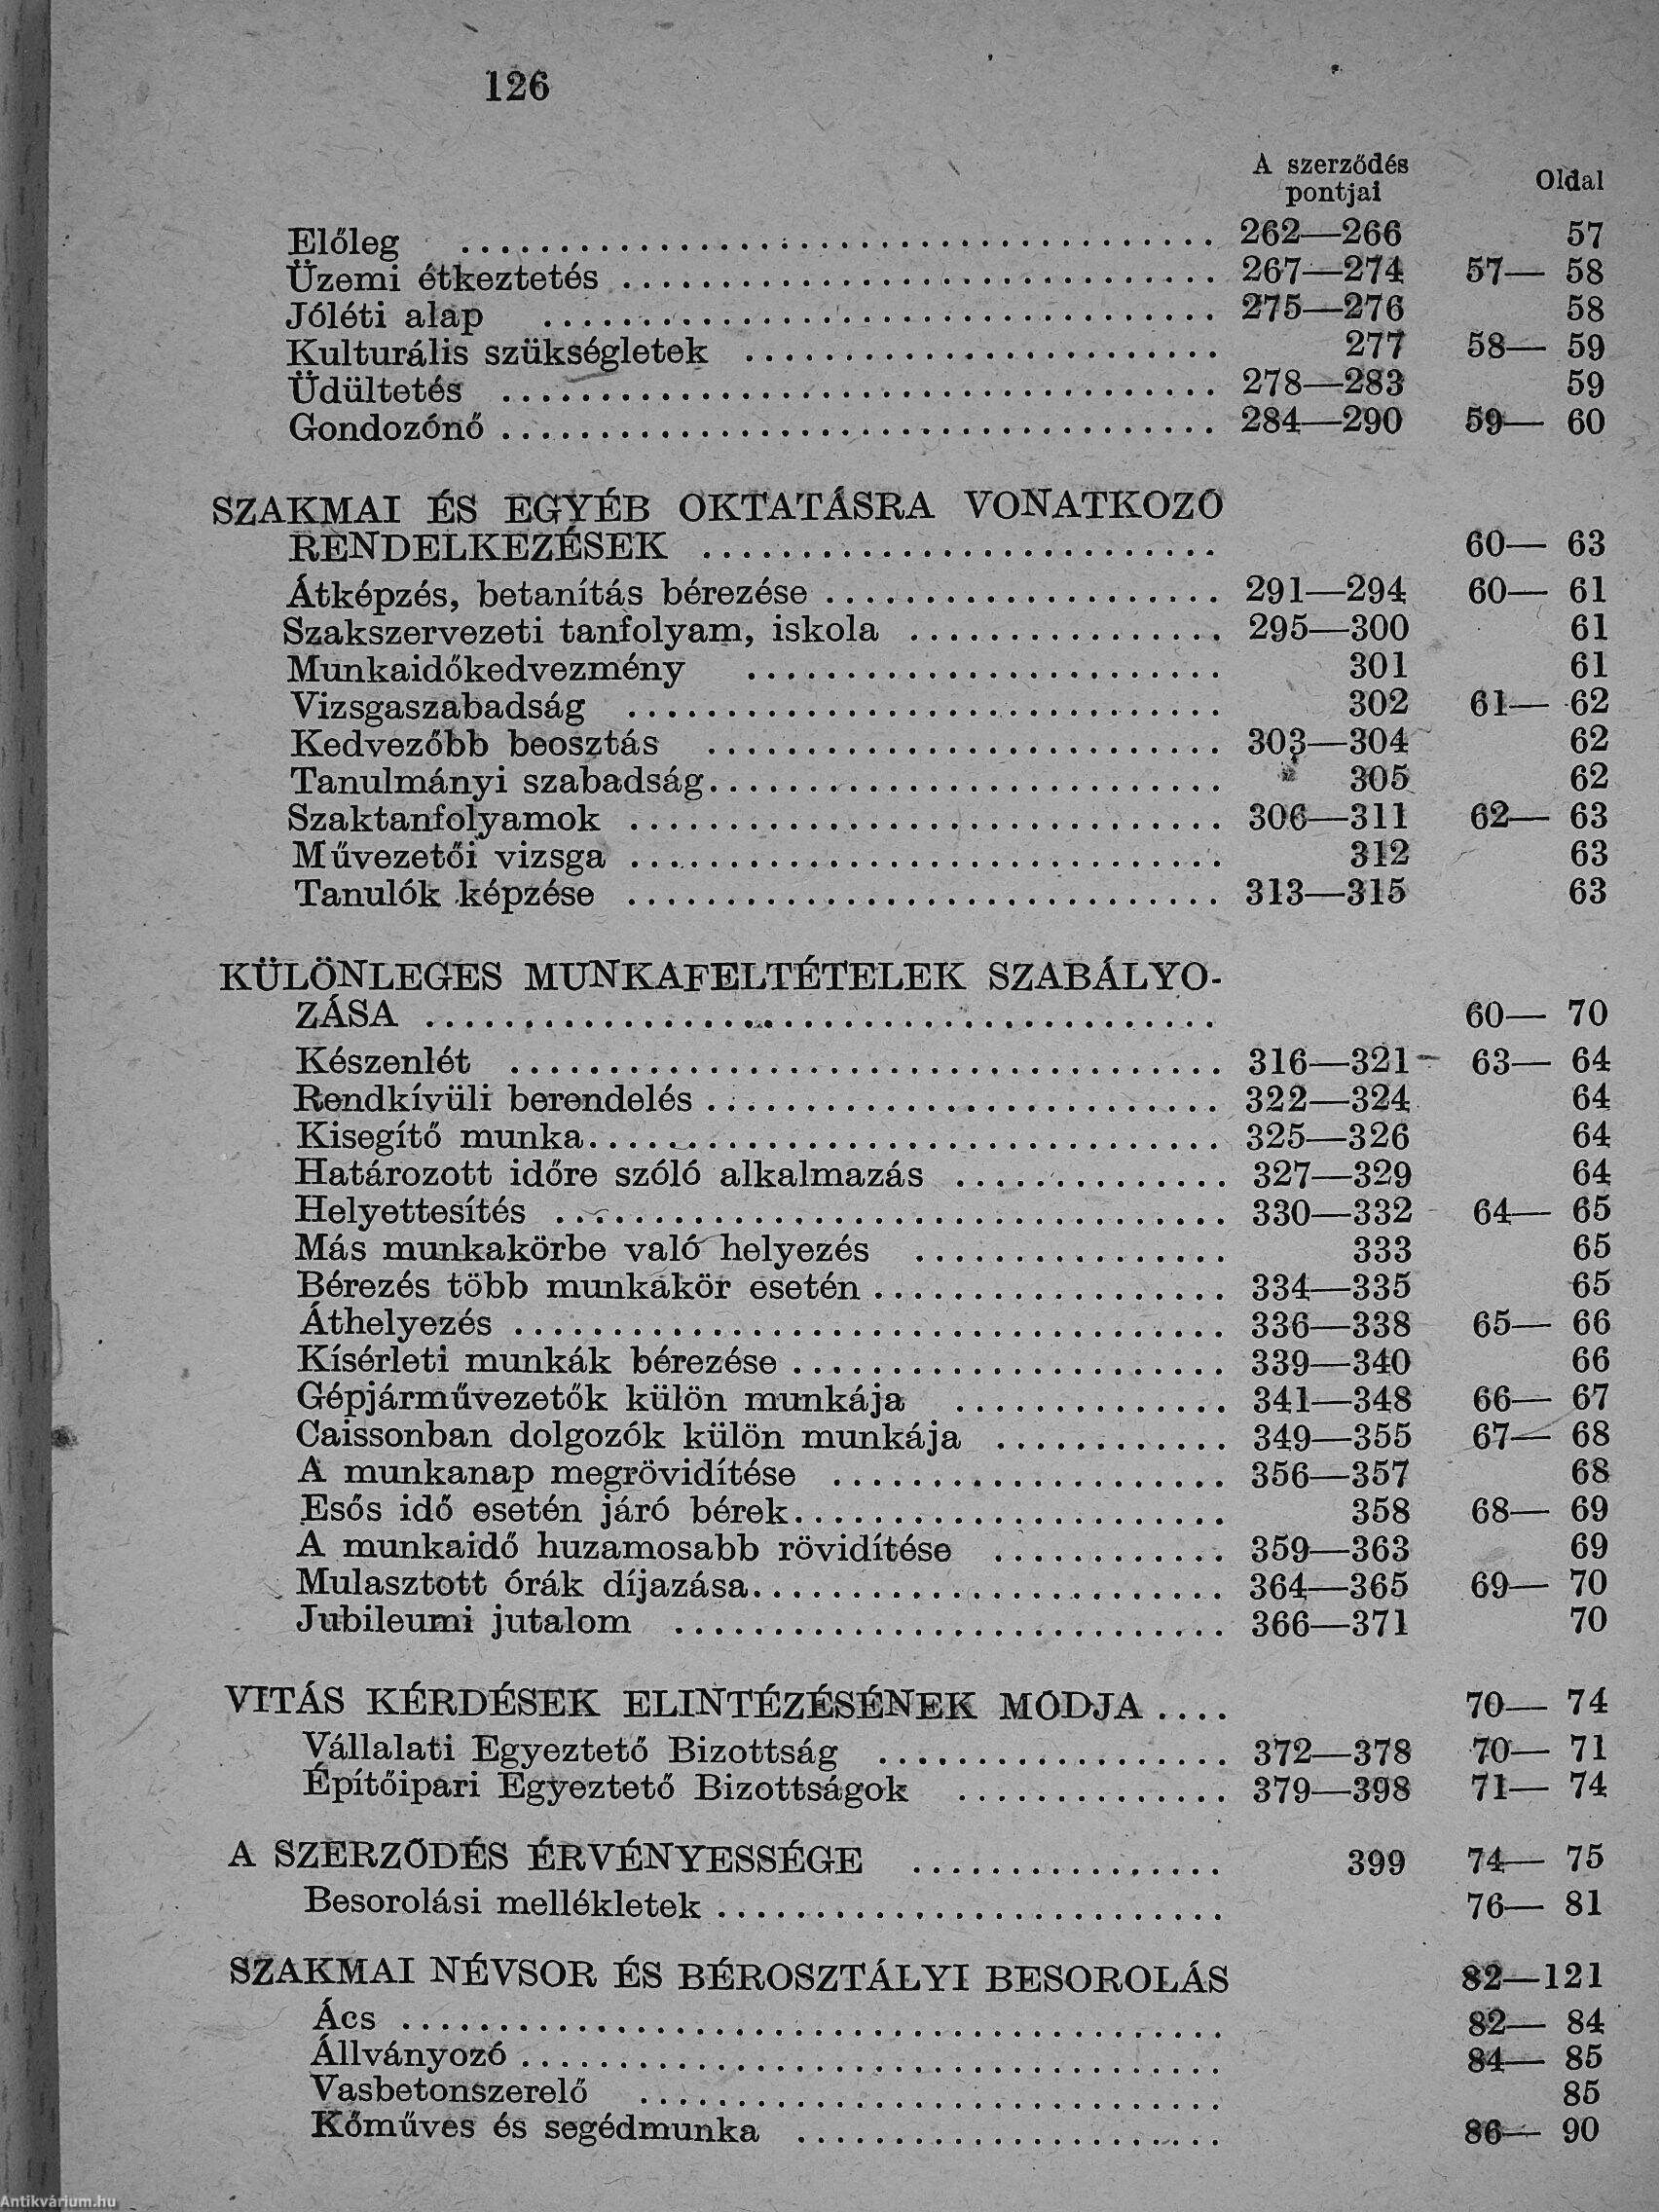 126
A szerződés
pontjai Oldal
Előleg ........ 262—266 57
Üzemi étkeztetés ........ 267—274 57— 58
Jóléti alap ........ 275—276 58
Kulturális szükségletek ........ 277 58— 59
Üdültetés ........ 278—283 59
Gondozónő ........ 284—290 59— 60
SZAKMAI ÉS EGYÉB OKTATÁSRA VONATKOZO
RENDELKEZÉSEK ........ 60— 63
Átképzés, betanítás bérezése ........ 291—294 60— 61
Szakszervezeti tanfolyam, iskola ........ 295—300 61
Munkaidőkedvezmény ........ 301 61
Vizsgaszabadság ........ 302 61— 62
Kedvezőbb beosztás ........ 303—304 62
Tanulmányi szabadság ........ 305 62
Szaktanfolyamok ........ 306—311 62— 63
Művezetői vizsga ........ 312 63
Tanulók képzése ........ 313—315 63
KÜLÖNLEGES MUNKAFELTÉTELEK SZABÁLYO-
ZÁSA ........ 60— 70
Készenlét ........ 316—321 63— 64
Rendkívüli berendelés ........ 322—324 64
Kisegítő munka ........ 325—326 64
Határozott időre szóló alkalmazás ........ 327—329 64
Helyettesítés ........ 330—332 64— 65
Más munkakörbe való helyezés ........ 333 65
Bérezés több munkakör esetén ........ 334—335 65
Áthelyezés ........ 336—338 65— 66
Kísérleti munkák bérezése ........ 339—340 66
Gépjárművezetők külön munkája ........ 341—348 66— 67
Caissonban dolgozók külön munkája ........ 349—355 67— 68
A munkanap megrövidítése ........ 356—357 68
Esős idő esetén járó bérek ........ 358 68— 69
A munkaidő huzamosabb rövidítése ........ 359—363 69
Mulasztott órák díjazása ........ 364—365 69— 70
Jubileumi jutalom ........ 366—371 70
VITÁS KÉRDÉSEK ELINTÉZÉSÉNEK MODJA .... 70— 74
Vállalati Egyeztető Bizottság ........ 372—378 70— 71
Építőipari Egyeztető Bizottságok ........ 379—398 71— 74
A SZERZŐDÉS ÉRVÉNYESSÉGE ........ 399 74— 75
Besorolási mellékletek ........ 76— 81
SZAKMAI NÉVSOR ÉS BÉROSZTÁLYI BESOROLÁS 82—121
Ács ........ 82— 84
Állványozó ........ 84— 85
Vasbetonszerelő ........ 85
Kőműves és segédmunka ........ 86— 90
Antikvárium.hu